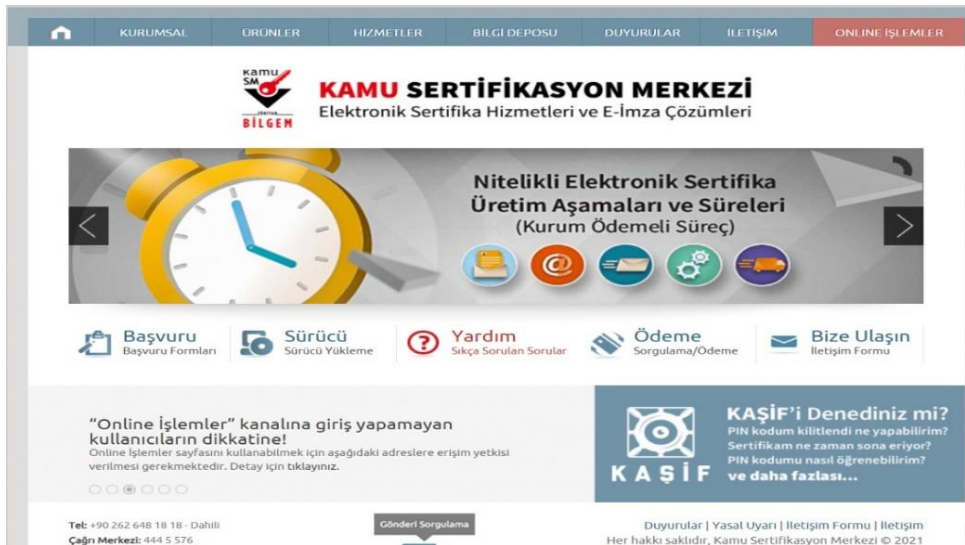 KURUMSAL ÜRÜNLER HİZMETLER BİLGİ DEPOSU DUYURULAR İLETİŞİM ONLINE İŞLEMLER
kamu
SM
BİLGEM
KAMU SERTİFİKASYON MERKEZİ
Elektronik Sertifika Hizmetleri ve E-İmza Çözümleri
Nitelikli Elektronik Sertifika
Üretim Aşamaları ve Süreleri
(Kurum Ödemeli Süreç)
Başvuru
Başvuru Formları
Sürücü
Sürücü Yükleme
Yardım
Sıkça Sorulan Sorular
Ödeme
Sorgulama/Ödeme
Bize Ulaşın
İletişim Formu
"Online İşlemler" kanalına giriş yapamayan
kullanıcıların dikkatine!
Online İşlemler sayfasını kullanabilmek için aşağıdaki adreslere erişim yetkisi
verilmesi gerekmektedir. Detay için tıklayınız.
KAŞİF
KAŞİF'i Denediniz mi?
PIN kodum kilitlendi ne yapabilirim?
Sertifikam ne zaman sona eriyor?
PIN kodumu nasıl öğrenebilirim?
ve daha fazlası...
Tel: +90 262 648 18 18 - Dahili
Çağrı Merkezi: 444 5 576
Gönderi Sorgulama
Duyurular | Yasal Uyarı | İletişim Formu | İletişim
Her hakkı saklıdır, Kamu Sertifikasyon Merkezi © 2021